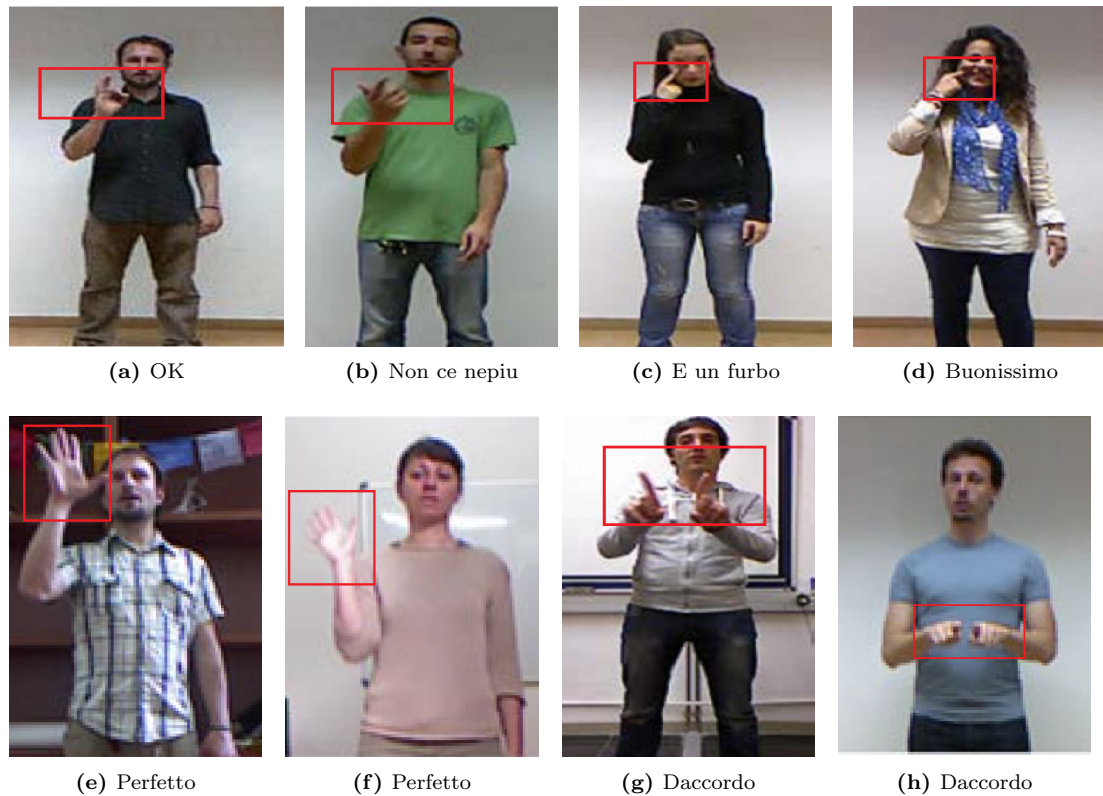 (a) OK
(b) Non ce nepiu
(c) E un furbo
(d) Buonissimo
(e) Perfetto
(f) Perfetto
(g) Daccordo
(h) Daccordo